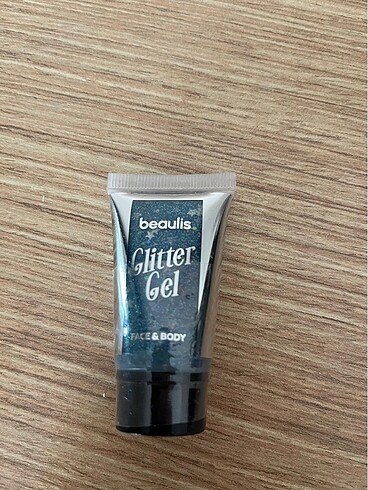 beaulis
Glitter
Gel
FACE & BODY